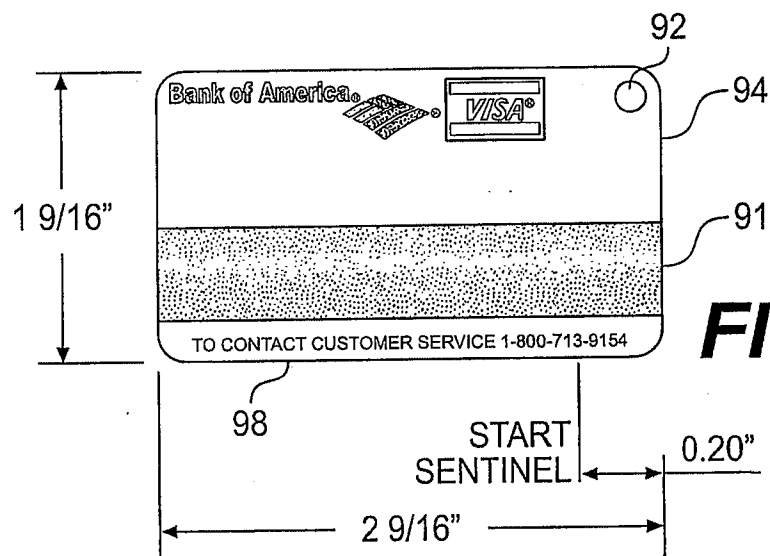 92
Bank of America®
®
VISA®
94
1 9/16”
91
TO CONTACT CUSTOMER SERVICE 1-800-713-9154
FI
98
START
SENTINEL
0.20”
2 9/16”